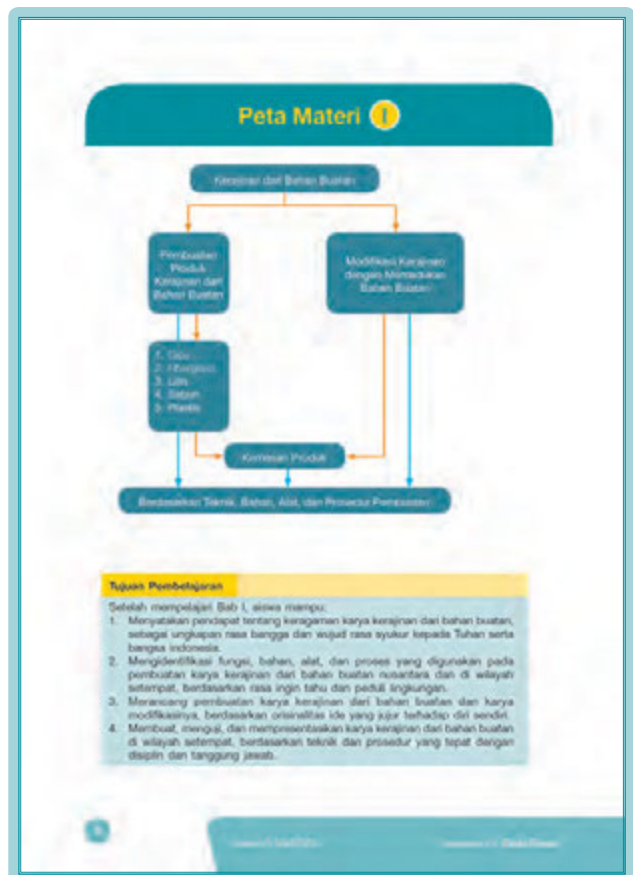 Peta Materi I
Kerajinan dari Bahan Buatan
Pembuatan
Produk
Kerajinan dari
Bahan Buatan
Modifikasi Kerajinan
dengan Memadukan
Bahan Buatan
1. Gips
2. Fiberglass
3. Lilin
4. Sabun
5. Plastik
Kemasan Produk
Berdasarkan Teknik, Bahan, Alat, dan Prosedur Pembuatan
Tujuan Pembelajaran
Setelah mempelajari Bab I, siswa mampu:
1. Menyatakan pendapat tentang keragaman karya kerajinan dari bahan buatan,
sebagai ungkapan rasa bangga dan wujud rasa syukur kepada Tuhan serta
bangsa indonesia.
2. Mengidentifikasi fungsi, bahan, alat, dan proses yang digunakan pada
pembuatan karya kerajinan dari bahan buatan nusantara dan di wilayah
setempat, berdasarkan rasa ingin tahu dan peduli lingkungan.
3. Merancang pembuatan karya kerajinan dari bahan buatan dan karya
modifikasinya, berdasarkan orisinalitas ide yang jujur terhadap diri sendiri.
4. Membuat, menguji, dan mempresentasikan karya kerajinan dari bahan buatan
di wilayah setempat, berdasarkan teknik dan prosedur yang tepat dengan
disiplin dan tanggung jawab.